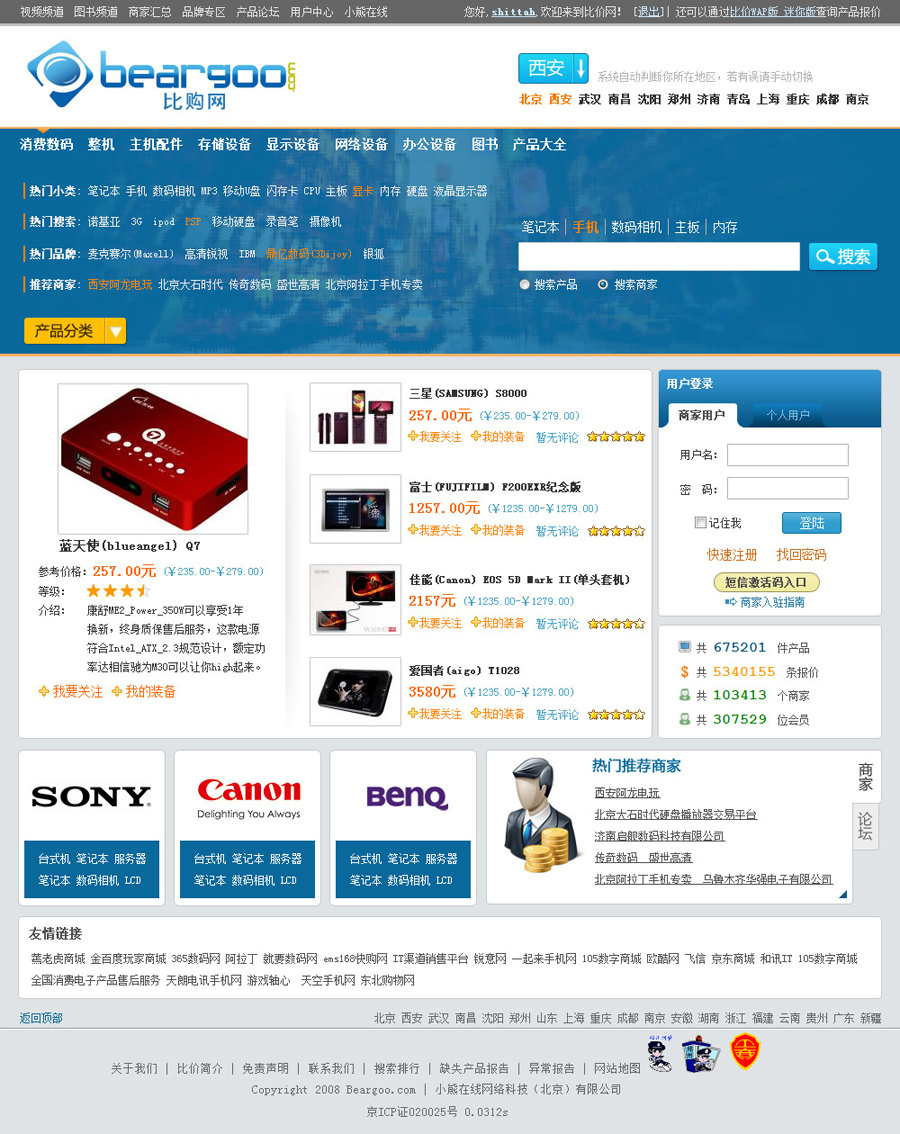 视频频道 图书频道 商家汇总 品牌专区 产品论坛 用户中心 小熊在线
您好,shittah,欢迎来到比价网! [退出]| 还可以通过比价WAP版 迷你版查询产品报价
beargoo.com
比购网
西安↓
系统自动判断你所在地区,若有误请手动切换
北京 西安 武汉 南昌 沈阳 郑州 济南 青岛 上海 重庆 成都 南京
消费数码 整机 主机配件 存储设备 显示设备 网络设备 办公设备 图书 产品大全
热门小类: 笔记本 手机 数码相机 MP3 移动U盘 闪存卡 CPU 主板 显卡 内存 硬盘 液晶显示器
热门搜索: 诺基亚 3G ipod PSP 移动硬盘 录音笔 摄像机
热门品牌: 麦克赛尔(Maxell) 高清锐视 IBM 鼎亿数码(3Dijoy) 银狐
推荐商家: 西安阿龙电玩 北京大石时代 传奇数码 盛世高清 北京阿拉丁手机专卖
笔记本 | 手机 | 数码相机 | 主板 | 内存
搜索
搜索产品 搜索商家
产品分类
蓝天使(blueangel) Q7
参考价格: 257.00元 (￥235.00-￥279.00)
等级:
介绍: 康舒ME2_Power_350W可以享受1年
换新，终身质保售后服务，这款电源
符合Intel_ATX_2.3规范设计，额定功
率达相信驰为M30可以让你high起来。
我要关注 我的装备
三星(SAMSUNG) S8000
257.00元 (￥235.00-￥279.00)
我要关注 我的装备 暂无评论
富士(FUJIFILM) F200EXR纪念版
1257.00元 (￥1235.00-￥1279.00)
我要关注 我的装备 暂无评论
佳能(Canon) EOS 5D Mark II(单头套机)
2157元 (￥1235.00-￥1279.00)
我要关注 我的装备 暂无评论
爱国者(aigo) T1028
3580元 (￥1235.00-￥1279.00)
我要关注 我的装备 暂无评论
用户登录
商家用户 个人用户
用户名:
密 码:
记住我 登陆
快速注册 找回密码
短信激活码入口
商家入驻指南
共 675201 件产品
共 5340155 条报价
共 103413 个商家
共 307529 位会员
SONY.
台式机 笔记本 服务器
笔记本 数码相机 LCD
Canon
Delighting You Always
台式机 笔记本 服务器
笔记本 数码相机 LCD
BenQ
台式机 笔记本 服务器
笔记本 数码相机 LCD
热门推荐商家
西安阿龙电玩
北京大石时代硬盘播放器交易平台
济南启舰数码科技有限公司
传奇数码 盛世高清
北京阿拉丁手机专卖 乌鲁木齐华强电子有限公司
商家
论坛
友情链接
老虎商城 金百度玩家商城 365数码网 阿拉丁 就要数码网 ems168快购网 IT渠道销售平台 锐意网 一起来手机网 105数字商城 欧酷网 飞信 京东商城 和讯IT 105数字商城
全国消费电子产品售后服务 天朗电讯手机网 游戏轴心 天空手机网 东北购物网
返回顶部
北京 西安 武汉 南昌 沈阳 郑州 山东 上海 重庆 成都 南京 安徽 湖南 浙江 福建 云南 贵州 广东 新疆
关于我们 | 比价简介 | 免责声明 | 联系我们 | 搜索排行 | 缺失产品报告 | 异常报告 | 网站地图
Copyright 2008 Beargoo.com | 小熊在线网络科技（北京）有限公司
京ICP证020025号 0.0312s